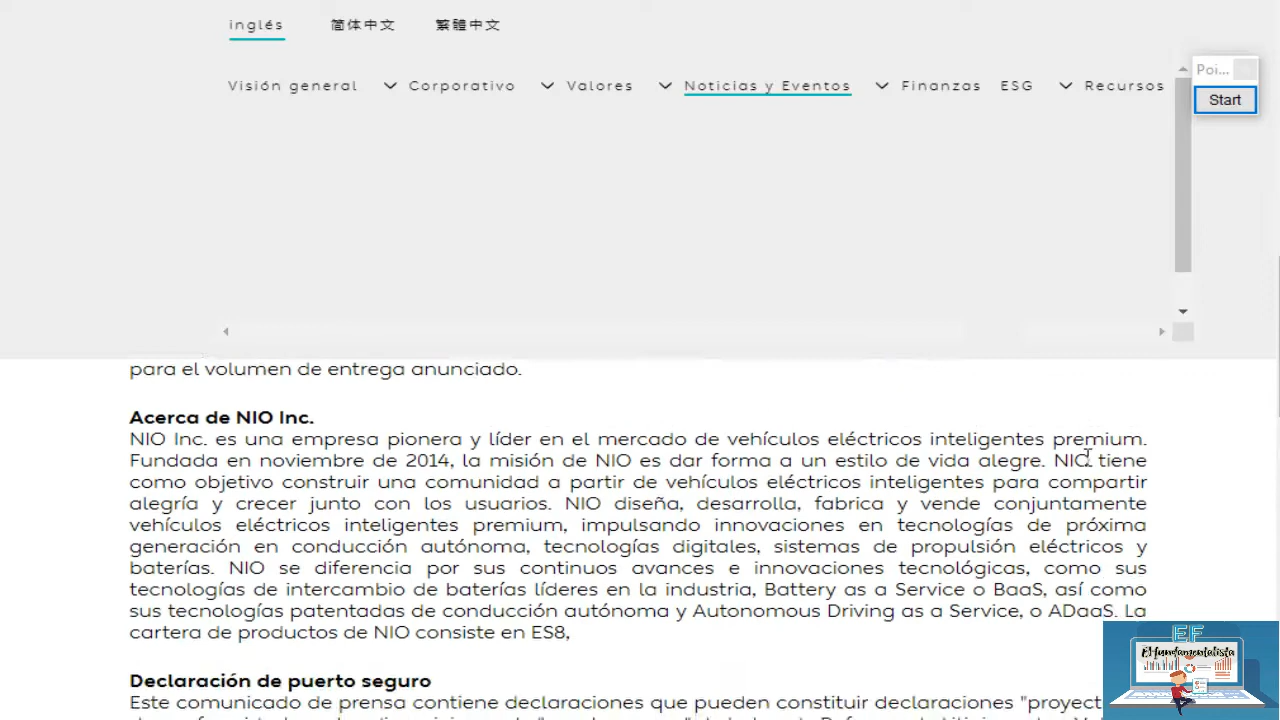 inglés 简体中文 繁體中文
Poi...
Visión general Corporativo Valores Noticias y Eventos Finanzas ESG Recursos
Start
para el volumen de entrega anunciado.
Acerca de NIO Inc.
NIO Inc. es una empresa pionera y líder en el mercado de vehículos eléctricos inteligentes premium.
Fundada en noviembre de 2014, la misión de NIO es dar forma a un estilo de vida alegre. NIO tiene
como objetivo construir una comunidad a partir de vehículos eléctricos inteligentes para compartir
alegría y crecer junto con los usuarios. NIO diseña, desarrolla, fabrica y vende conjuntamente
vehículos eléctricos inteligentes premium, impulsando innovaciones en tecnologías de próxima
generación en conducción autónoma, tecnologías digitales, sistemas de propulsión eléctricos y
baterías. NIO se diferencia por sus continuos avances e innovaciones tecnológicas, como sus
tecnologías de intercambio de baterías líderes en la industria, Battery as a Service o BaaS, así como
sus tecnologías patentadas de conducción autónoma y Autonomous Driving as a Service, o ADaaS. La
cartera de productos de NIO consiste en ES8,
EF
El fundamentalista
Declaración de puerto seguro
Este comunicado de prensa contiene declaraciones que pueden constituir declaraciones "proyect